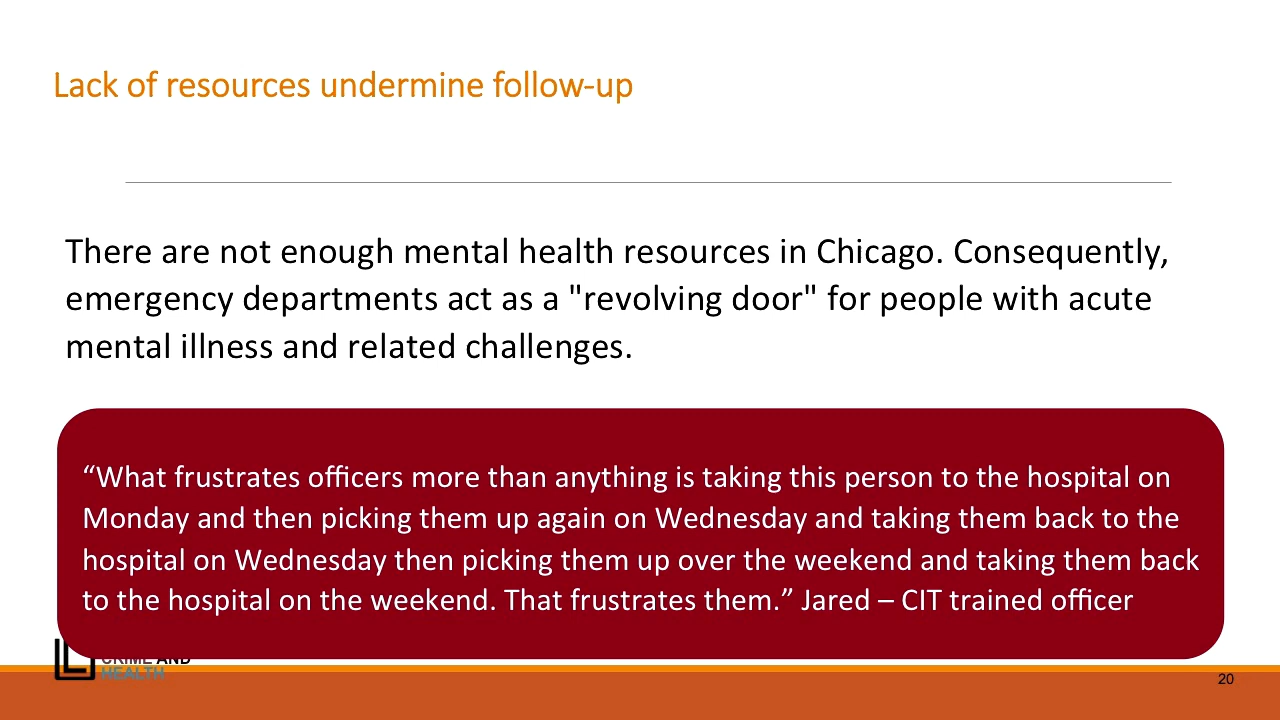 Lack of resources undermine follow-up
There are not enough mental health resources in Chicago. Consequently,
emergency departments act as a "revolving door" for people with acute
mental illness and related challenges.
“What frustrates officers more than anything is taking this person to the hospital on
Monday and then picking them up again on Wednesday and taking them back to the
hospital on Wednesday then picking them up over the weekend and taking them back
to the hospital on the weekend. That frustrates them.” Jared – CIT trained officer
CRIME AND
HEALTH
20